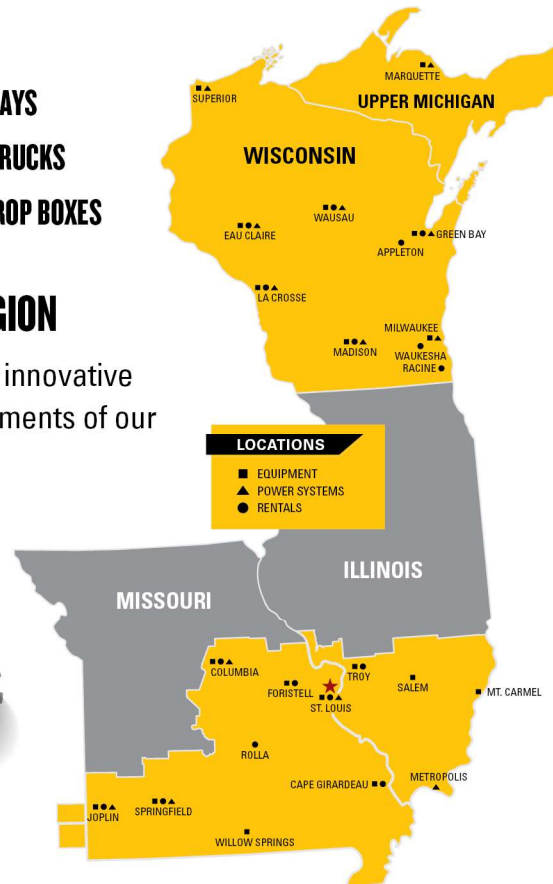 AYS
RUCKS
ROP BOXES
GION
innovative
ments of our
MARQUETTE
UPPER MICHIGAN
SUPERIOR
WISCONSIN
WAUSAU
EAU CLAIRE
GREEN BAY
APPLETON
LA CROSSE
MILWAUKEE
MADISON
WAUKESHA
RACINE
LOCATIONS
EQUIPMENT
POWER SYSTEMS
RENTALS
ILLINOIS
MISSOURI
COLUMBIA
TROY
FORISTELL
SALEM
MT. CARMEL
ST. LOUIS
ROLLA
CAPE GIRARDEAU
METROPOLIS
JOPLIN
SPRINGFIELD
WILLOW SPRINGS